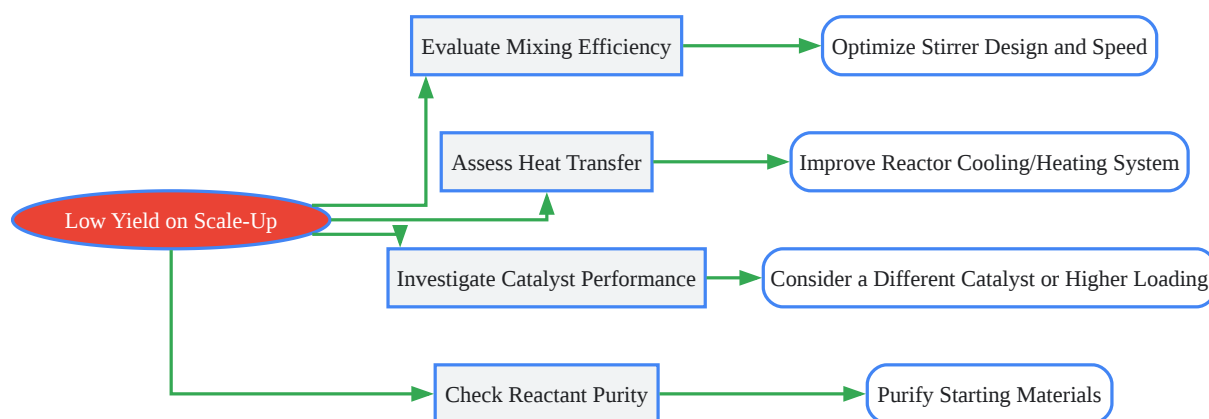 Evaluate Mixing Efficiency
Optimize Stirrer Design and Speed
Assess Heat Transfer
Improve Reactor Cooling/Heating System
Low Yield on Scale-Up
Investigate Catalyst Performance
Consider a Different Catalyst or Higher Loading
Check Reactant Purity
Purify Starting Materials